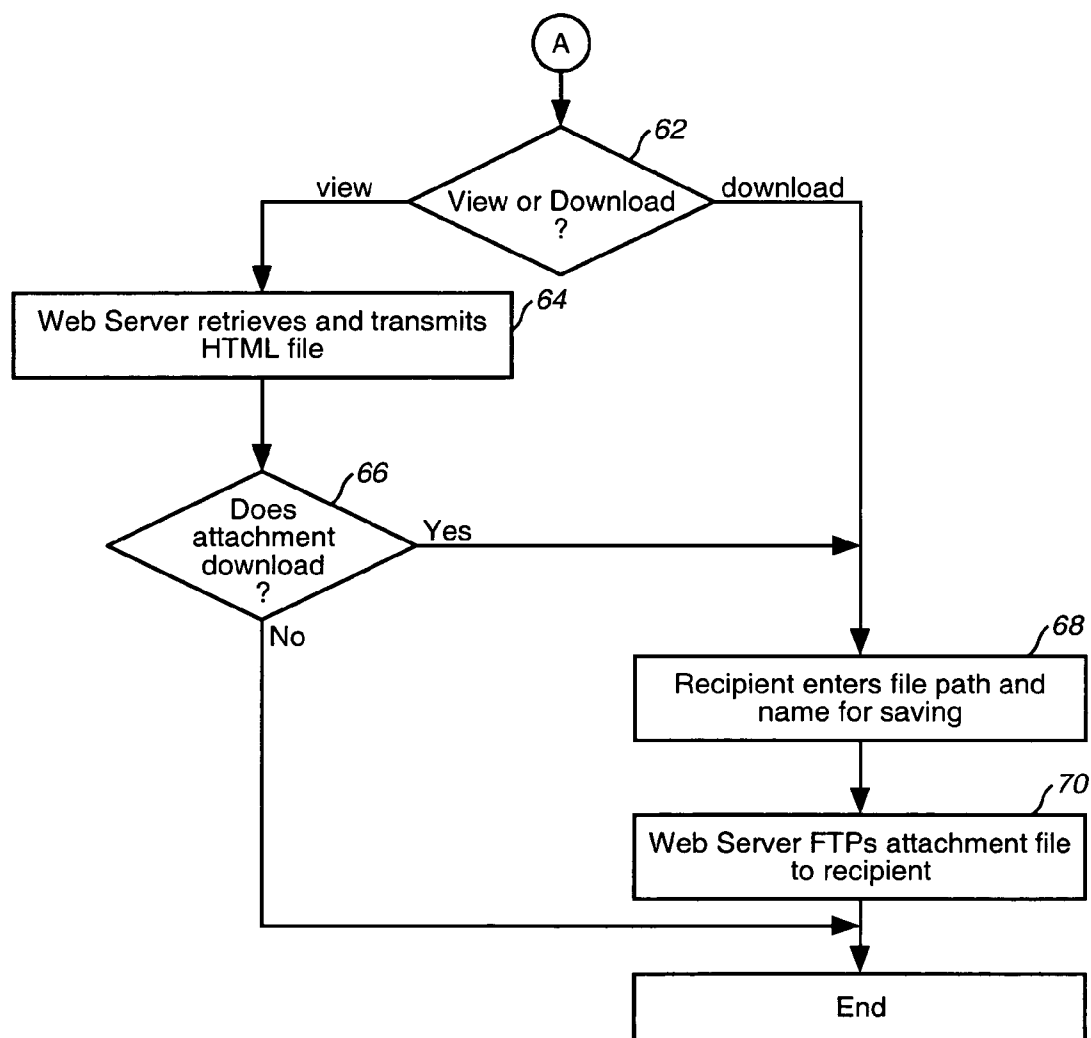 A
62
view
download
View or Download
?
64
Web Server retrieves and transmits
HTML file
66
Does
attachment
download
?
Yes
No
68
Recipient enters file path and
name for saving
70
Web Server FTPs attachment file
to recipient
End